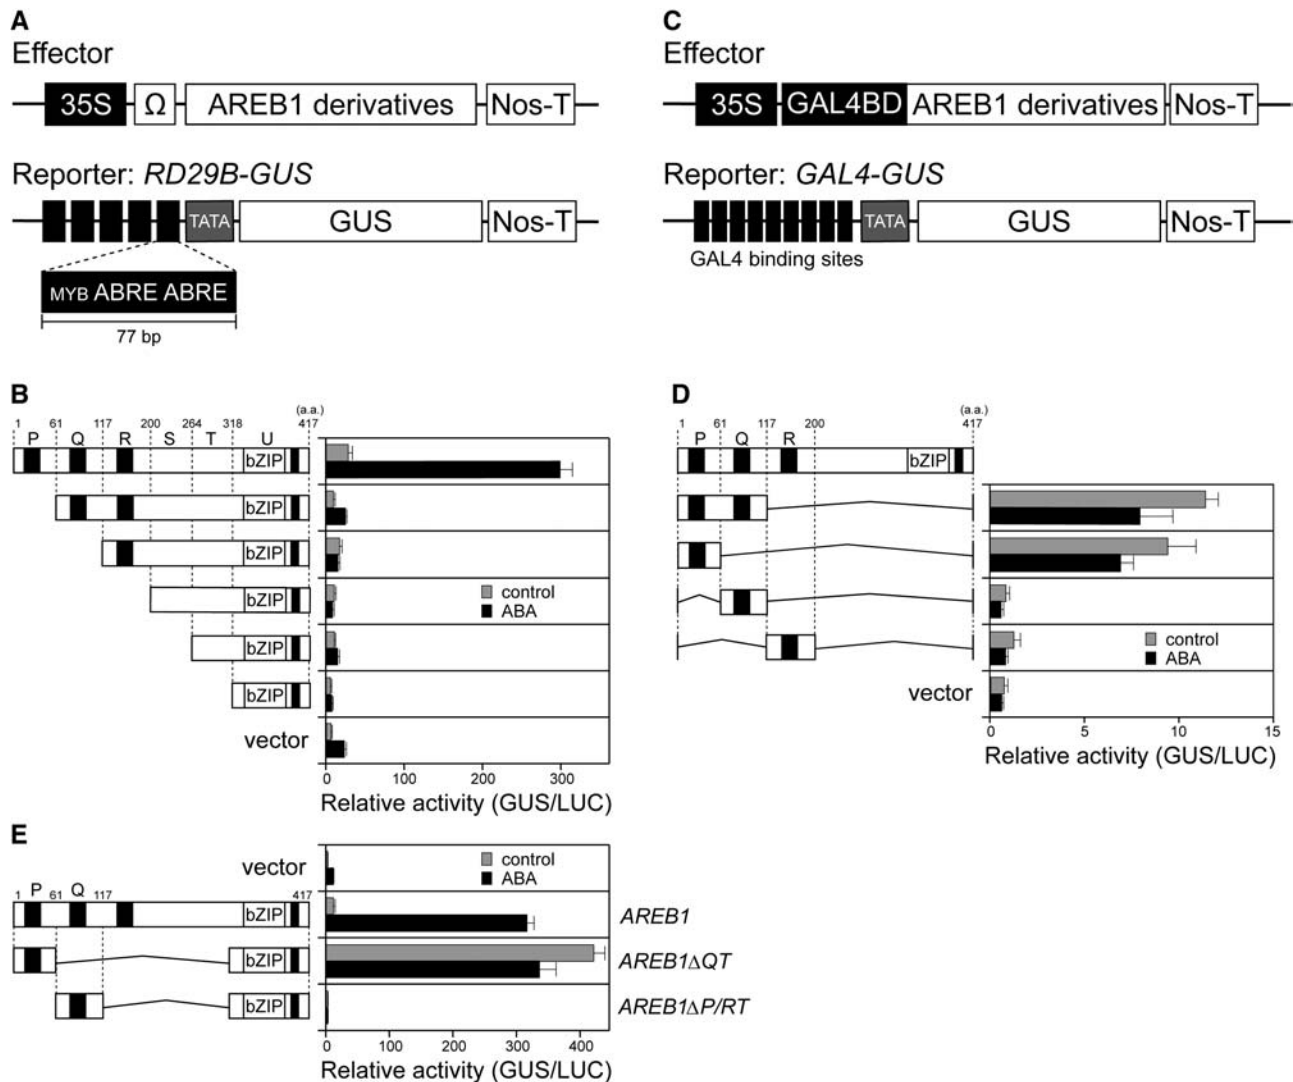 A
Effector
35S Ω AREB1 derivatives Nos-T
Reporter: RD29B-GUS
TATA GUS Nos-T
MYB ABRE ABRE
77 bp
C
Effector
35S GAL4BD AREB1 derivatives Nos-T
Reporter: GAL4-GUS
TATA GUS Nos-T
GAL4 binding sites
B
(a.a.)
1 61 117 200 264 318 417
P Q R S T U
bZIP
bZIP
bZIP
bZIP
bZIP
bZIP
vector
control
ABA
0 100 200 300
Relative activity (GUS/LUC)
D
(a.a.)
1 61 117 200 417
P Q R
bZIP
vector
control
ABA
0 5 10 15
Relative activity (GUS/LUC)
E
vector
control
ABA
1 P 61 Q 117 417
bZIP AREB1
bZIP AREB1ΔQT
bZIP AREB1ΔP/RT
0 100 200 300 400
Relative activity (GUS/LUC)